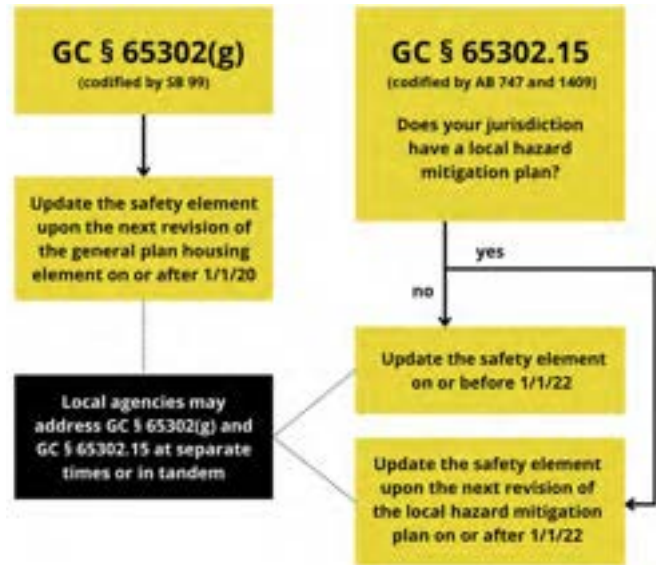 GC § 65302(g)
(codified by SB 99)
Update the safety element
upon the next revision of
the general plan housing
element on or after 1/1/20
Local agencies may
address GC § 65302(g) and
GC § 65302.15 at separate
times or in tandem
GC § 65302.15
(codified by AB 747 and 1409)
Does your jurisdiction
have a local hazard
mitigation plan?
yes
no
Update the safety element
on or before 1/1/22
Update the safety element
upon the next revision of
the local hazard mitigation
plan on or after 1/1/22